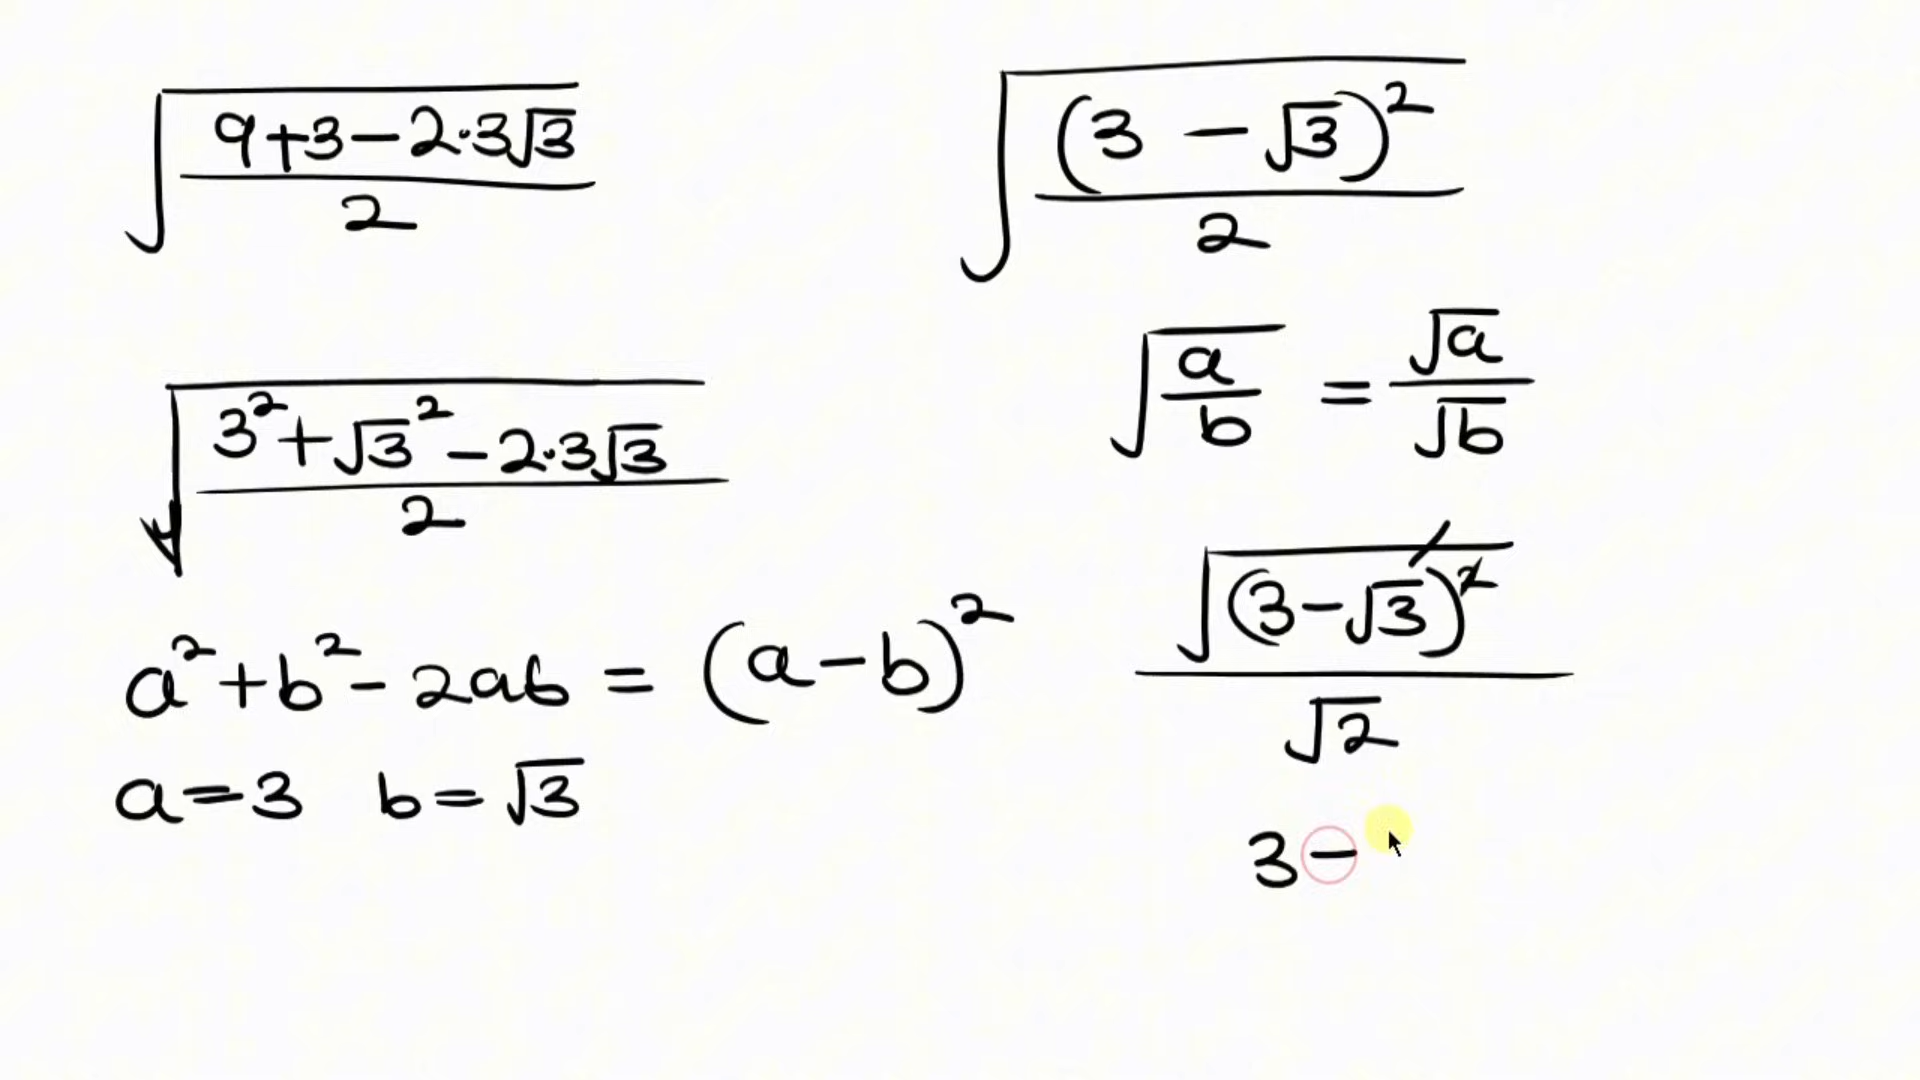 √((9+3-2·3√3)/2)
√((3²+√3²-2·3√3)/2)
a²+b²-2ab = (a-b)²
a=3 b=√3
√((3-√3)²/2)
√(a/b) = √a/√b
√((3-√3)²)/√2
3-